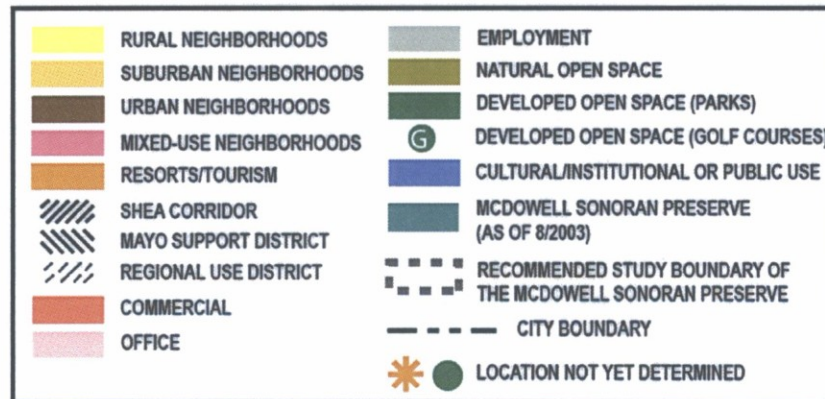 RURAL NEIGHBORHOODS
SUBURBAN NEIGHBORHOODS
URBAN NEIGHBORHOODS
MIXED-USE NEIGHBORHOODS
RESORTS/TOURISM
SHEA CORRIDOR
MAYO SUPPORT DISTRICT
REGIONAL USE DISTRICT
COMMERCIAL
OFFICE
EMPLOYMENT
NATURAL OPEN SPACE
DEVELOPED OPEN SPACE (PARKS)
G DEVELOPED OPEN SPACE (GOLF COURSES)
CULTURAL/INSTITUTIONAL OR PUBLIC USE
MCDOWELL SONORAN PRESERVE
(AS OF 8/2003)
RECOMMENDED STUDY BOUNDARY OF
THE MCDOWELL SONORAN PRESERVE
CITY BOUNDARY
LOCATION NOT YET DETERMINED